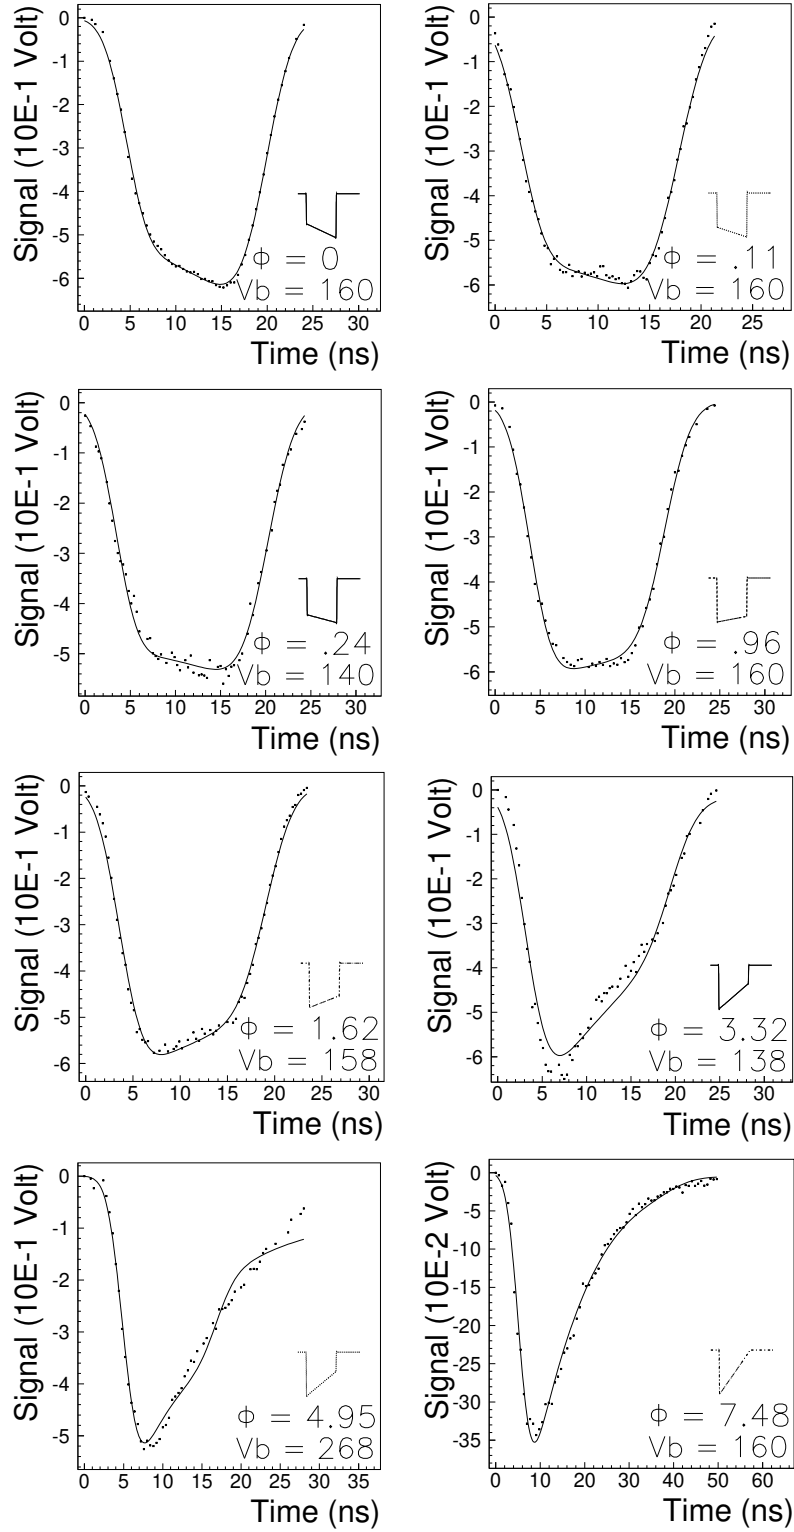 Signal (10E-1 Volt)
0
-1
-2
-3
-4
-5
-6
Φ = 0
Vb = 160
0 5 10 15 20 25 30
Time (ns)
Signal (10E-1 Volt)
0
-1
-2
-3
-4
-5
-6
Φ = .11
Vb = 160
0 5 10 15 20 25
Time (ns)
Signal (10E-1 Volt)
0
-1
-2
-3
-4
-5
Φ = .24
Vb = 140
0 5 10 15 20 25 30
Time (ns)
Signal (10E-1 Volt)
0
-1
-2
-3
-4
-5
-6
Φ = .96
Vb = 160
0 5 10 15 20 25 30
Time (ns)
Signal (10E-1 Volt)
0
-1
-2
-3
-4
-5
-6
Φ = 1.62
Vb = 158
0 5 10 15 20 25 30
Time (ns)
Signal (10E-1 Volt)
0
-1
-2
-3
-4
-5
-6
Φ = 3.32
Vb = 138
0 5 10 15 20 25 30
Time (ns)
Signal (10E-1 Volt)
0
-1
-2
-3
-4
-5
Φ = 4.95
Vb = 268
0 5 10 15 20 25 30 35
Time (ns)
Signal (10E-2 Volt)
0
-5
-10
-15
-20
-25
-30
-35
Φ = 7.48
Vb = 160
0 10 20 30 40 50 60
Time (ns)